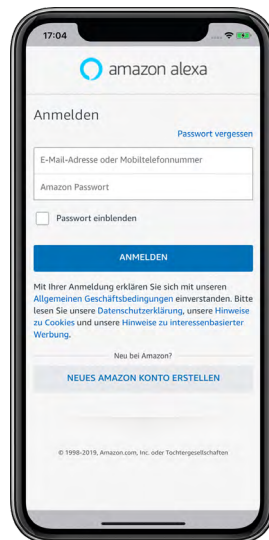 17:04
amazon alexa
Anmelden
Passwort vergessen
E-Mail-Adresse oder Mobiltelefonnummer
Amazon Passwort
Passwort einblenden
ANMELDEN
Mit Ihrer Anmeldung erklären Sie sich mit unseren
Allgemeinen Geschäftsbedingungen einverstanden. Bitte
lesen Sie unsere Datenschutzerklärung, unsere Hinweise
zu Cookies und unsere Hinweise zu interessenbasierter
Werbung.
Neu bei Amazon?
NEUES AMAZON KONTO ERSTELLEN
© 1998-2019, Amazon.com, Inc. oder Tochtergesellschaften